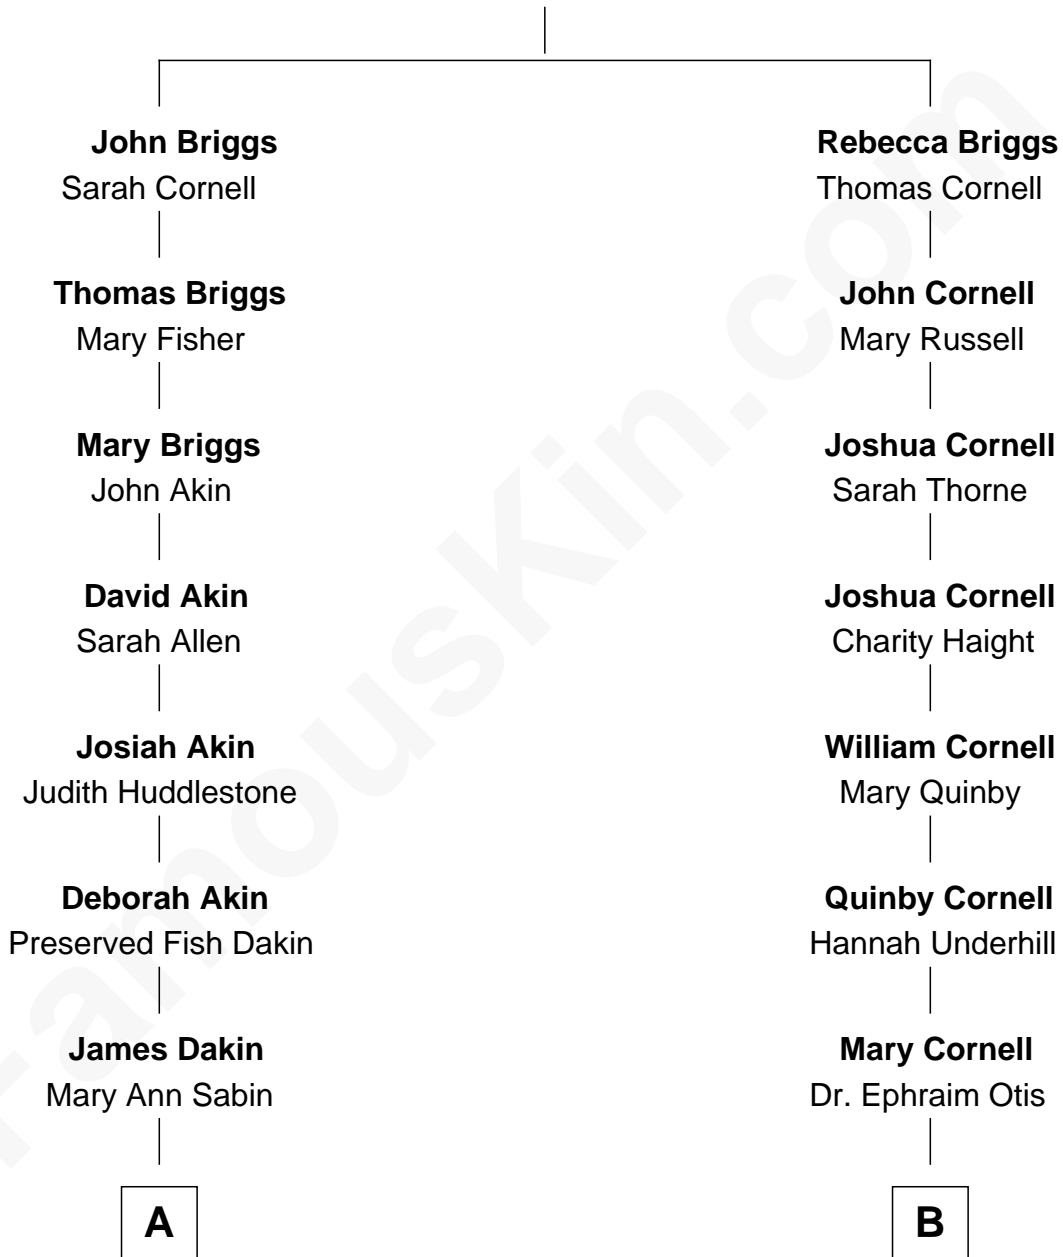 John Briggs
Sarah Cornell
Thomas Briggs
Mary Fisher
Mary Briggs
John Akin
David Akin
Sarah Allen
Josiah Akin
Judith Huddlestone
Deborah Akin
Preserved Fish Dakin
James Dakin
Mary Ann Sabin
A
Rebecca Briggs
Thomas Cornell
John Cornell
Mary Russell
Joshua Cornell
Sarah Thorne
Joshua Cornell
Charity Haight
William Cornell
Mary Quinby
Quinby Cornell
Hannah Underhill
Mary Cornell
Dr. Ephraim Otis
B
FamousKin.com